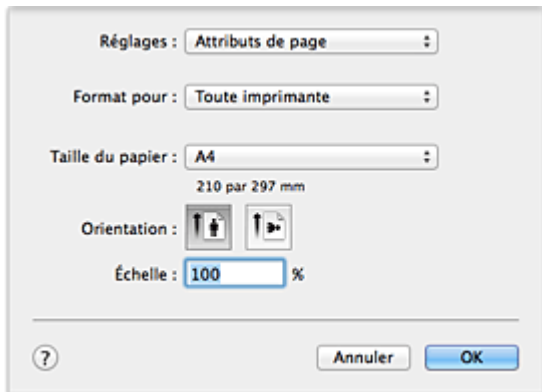 Réglages : Attributs de page
Format pour : Toute imprimante
Taille du papier : A4
210 par 297 mm
Orientation :
Échelle : 100 %
? Annuler OK